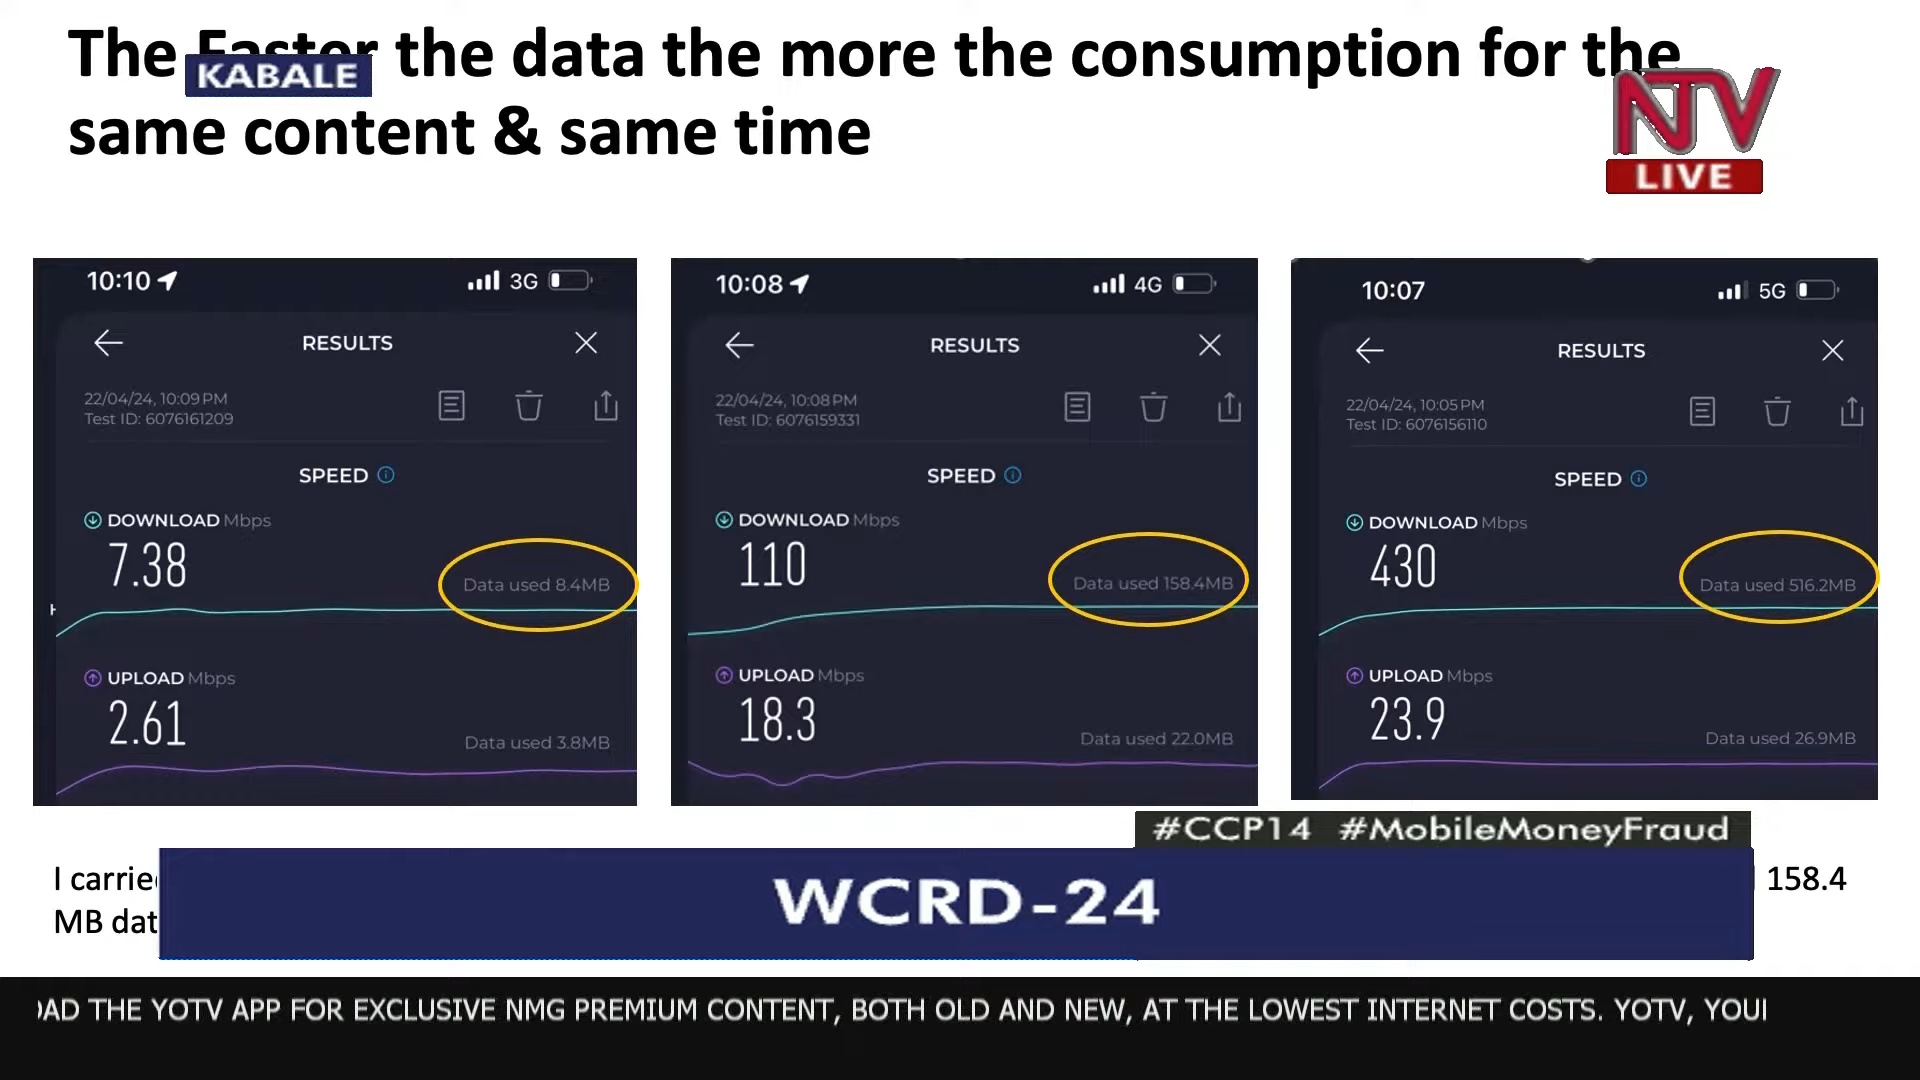 The Faster the data the more the consumption for the
KABALE
same content & same time
NTV
LIVE
10:10
3G
RESULTS
22/04/24, 10:09 PM
Test ID: 6076161209
SPEED
DOWNLOAD Mbps
7.38
Data used 8.4MB
UPLOAD Mbps
2.61
Data used 3.8MB
10:08
4G
RESULTS
22/04/24, 10:08 PM
Test ID: 6076159331
SPEED
DOWNLOAD Mbps
110
Data used 158.4MB
UPLOAD Mbps
18.3
Data used 22.0MB
10:07
5G
RESULTS
22/04/24, 10:05 PM
Test ID: 6076156110
SPEED
DOWNLOAD Mbps
430
Data used 516.2MB
UPLOAD Mbps
23.9
Data used 26.9MB
#CCP14 #MobileMoneyFraud
I 158.4
MB
WCRD-24
THE YOTV APP FOR EXCLUSIVE NMG PREMIUM CONTENT, BOTH OLD AND NEW, AT THE LOWEST INTERNET COSTS. YOTV,